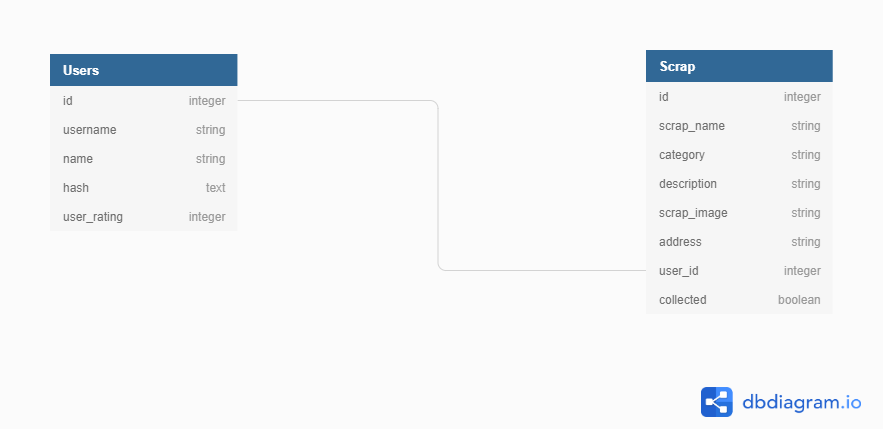 Users
id integer
username string
name string
hash text
user_rating integer
Scrap
id integer
scrap_name string
category string
description string
scrap_image string
address string
user_id integer
collected boolean
dbdiagram.io